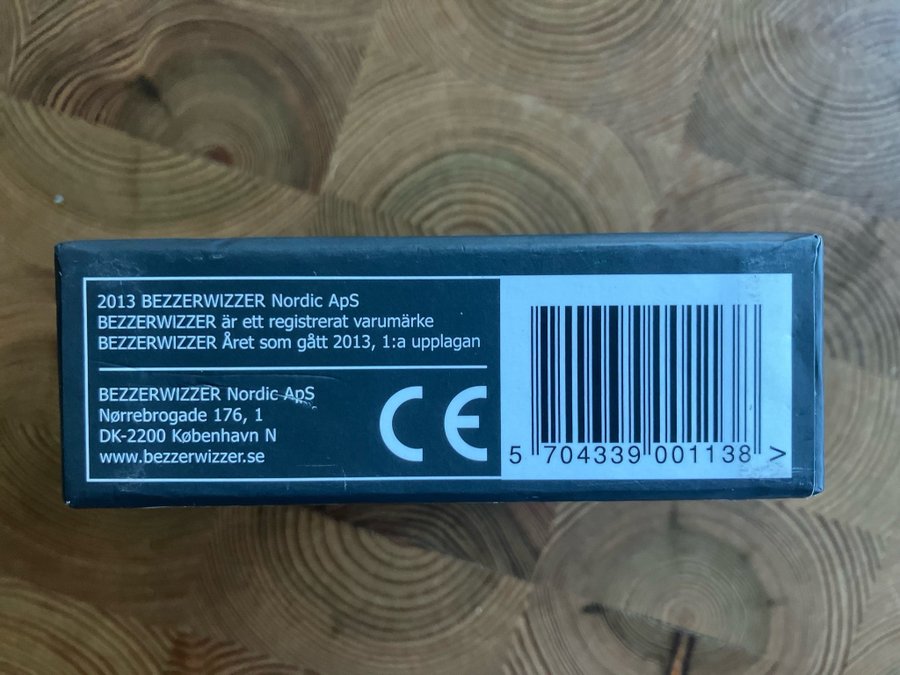 2013 BEZZERWIZZER Nordic ApS
BEZZERWIZZER är ett registrerat varumärke
BEZZERWIZZER Året som gått 2013, 1:a upplagan
BEZZERWIZZER Nordic ApS
Nørrebrogade 176, 1
DK-2200 København N
www.bezzerwizzer.se
CE
5 704339 001138 >